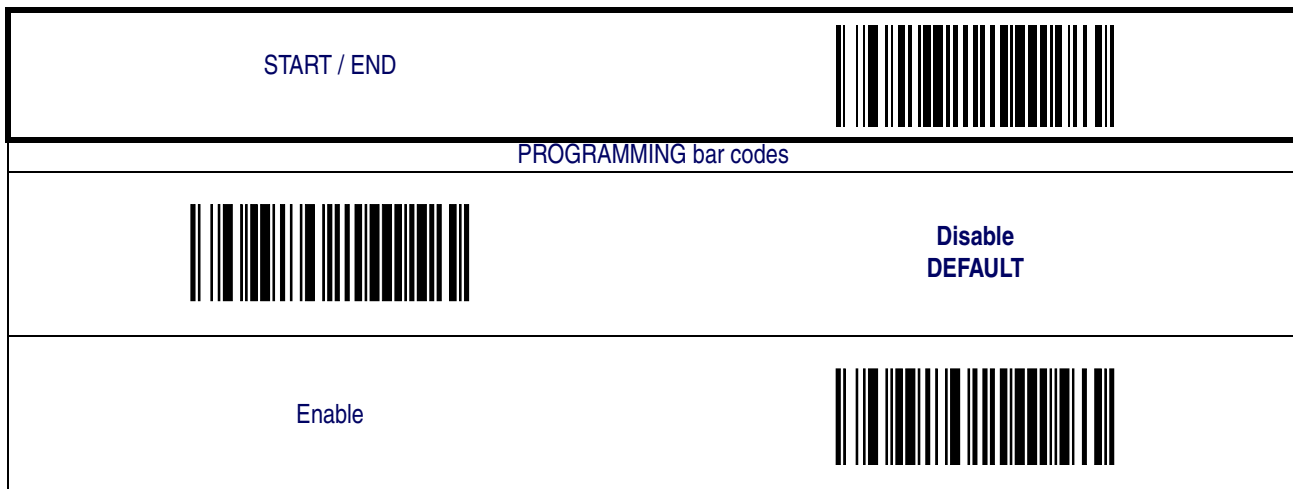 START / END
PROGRAMMING bar codes
Disable
DEFAULT
Enable